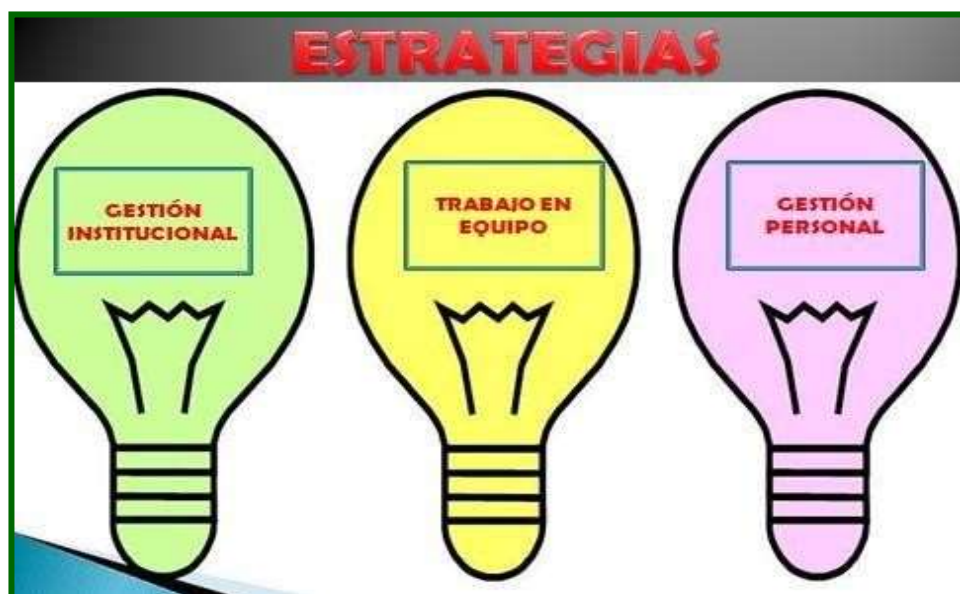 ESTRATEGIAS
GESTIÓN
INSTITUCIONAL
TRABAJO EN
EQUIPO
GESTIÓN
PERSONAL